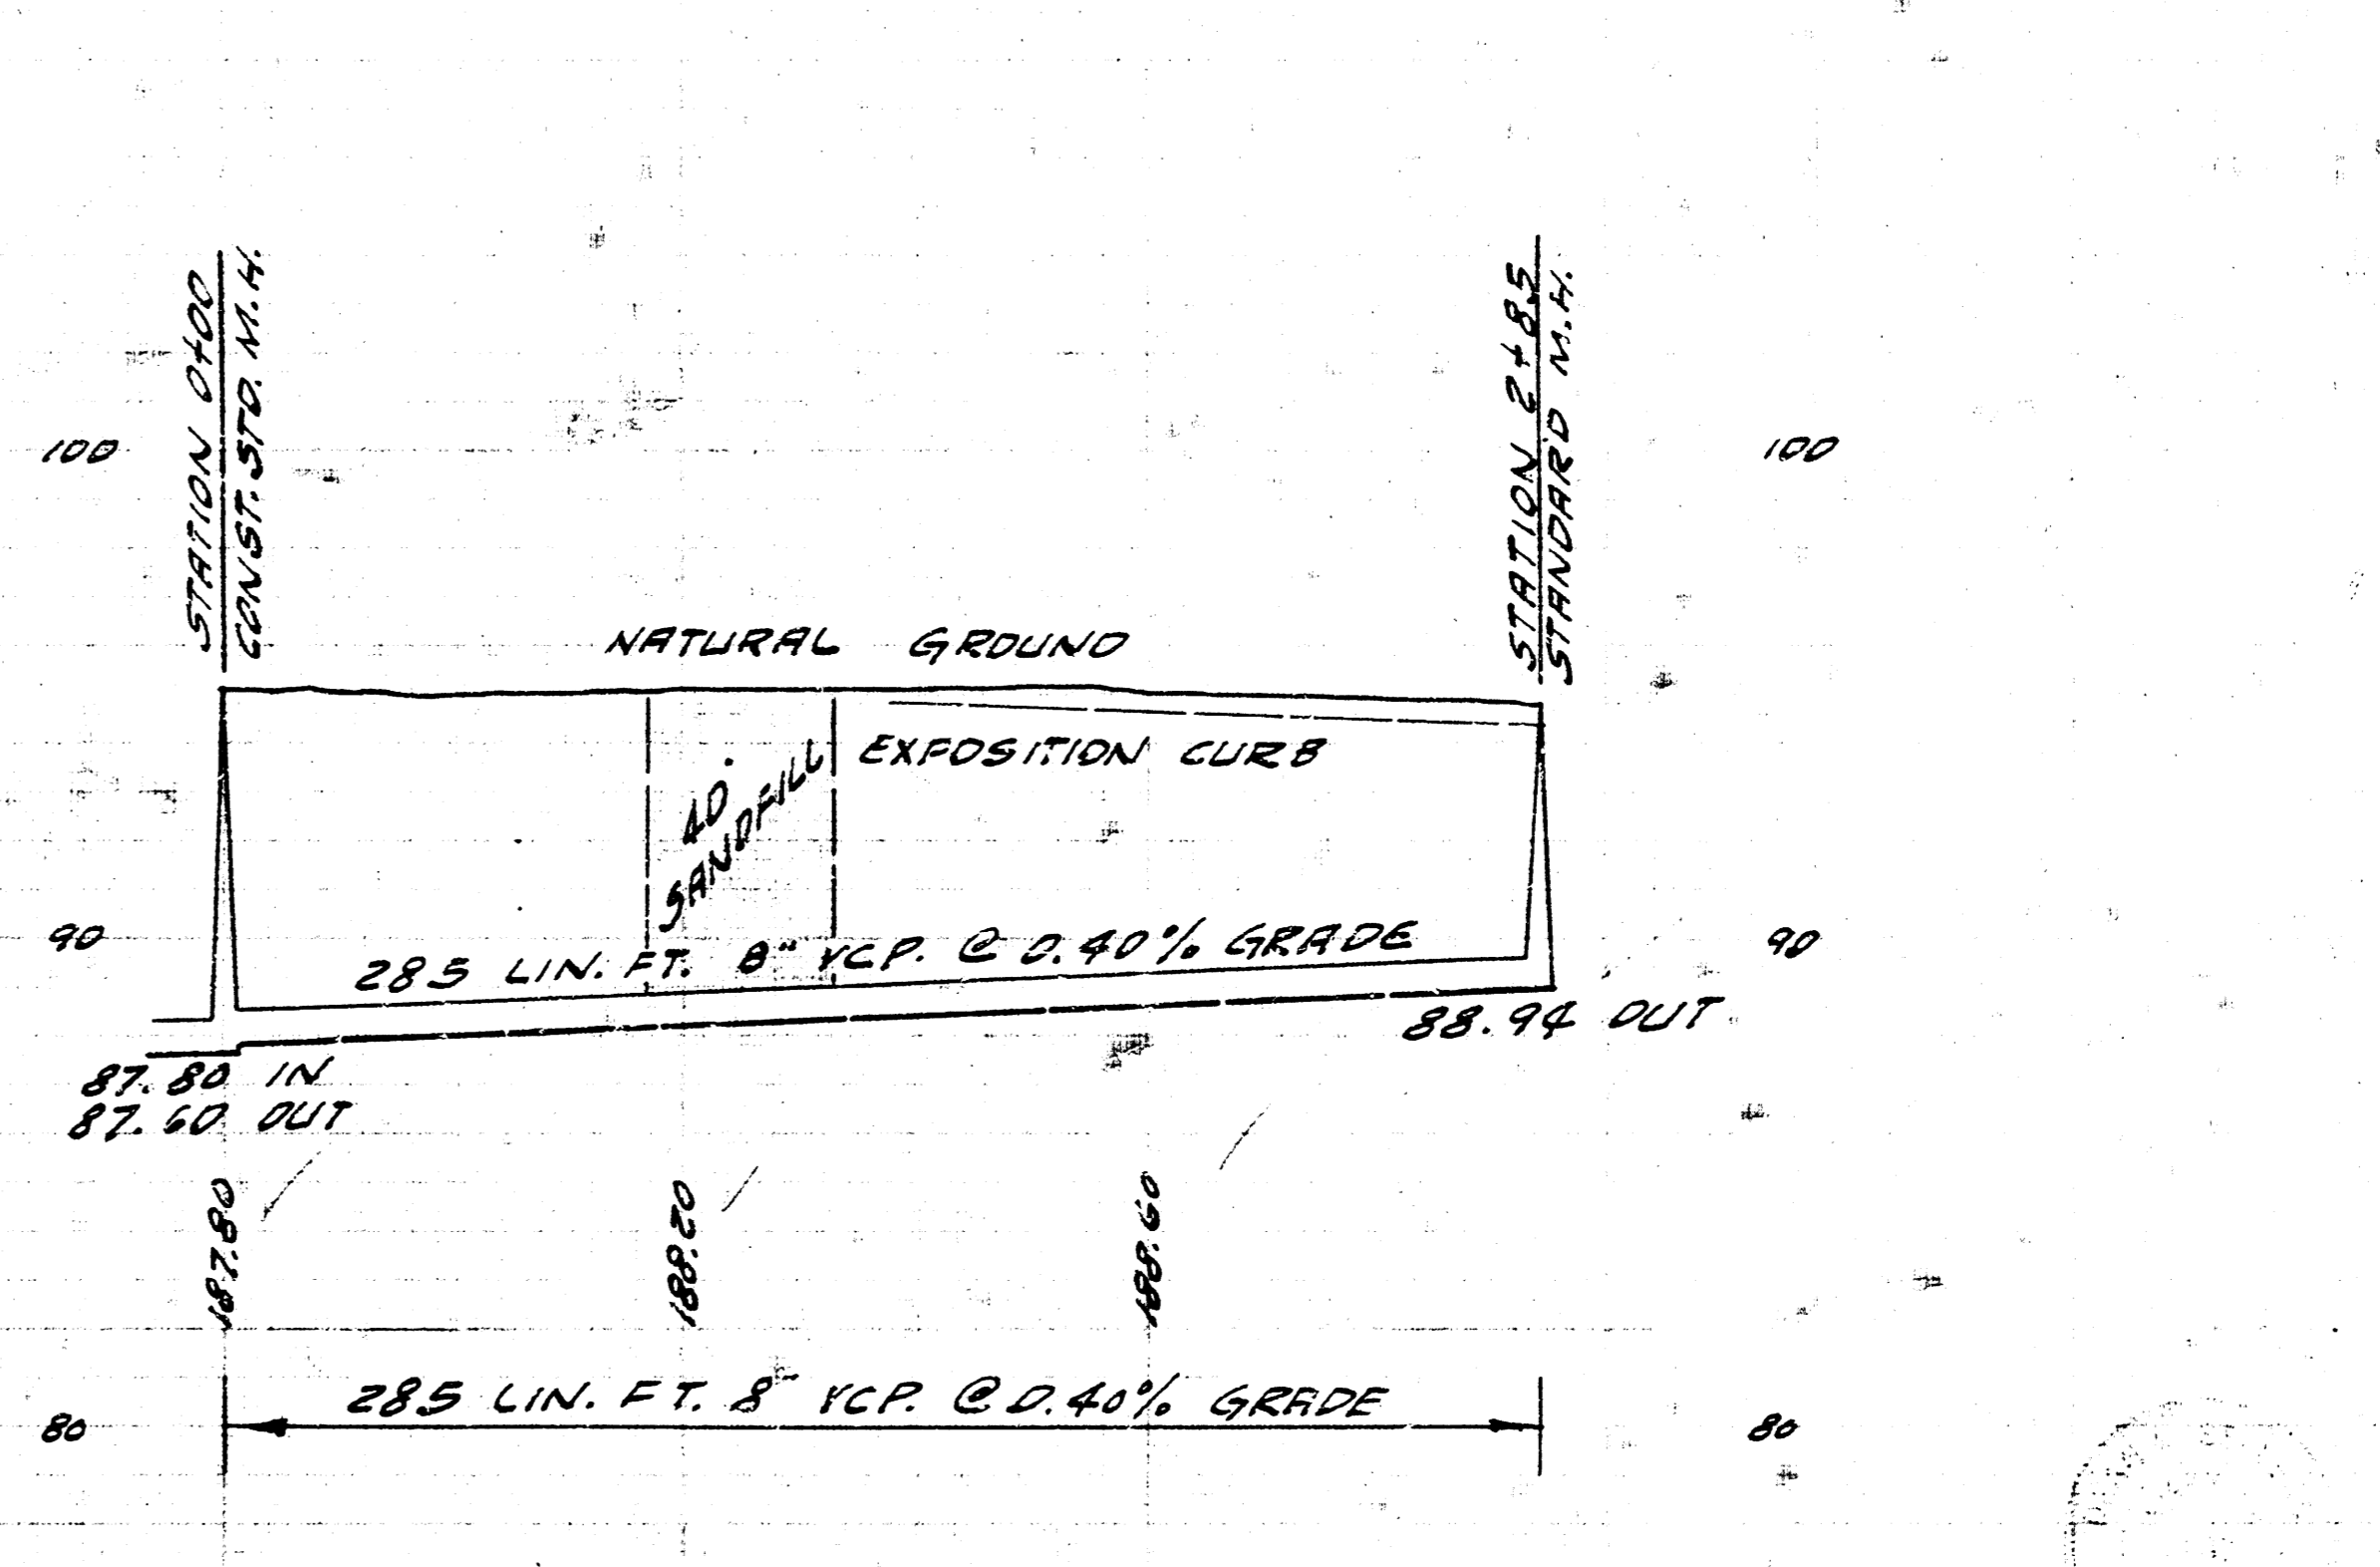 STATION 0+00
CONST. STD. M.H.
STATION 2+85
STANDARD M.H.
100
100
NATURAL GROUND
EXPOSITION CURB
40'
SANDFILL
90
90
285 LIN. FT. 8" VCP. @ 0.40% GRADE
88.94 OUT
87.80 IN
87.60 OUT
187.80
188.20
188.60
285 LIN. FT. 8" VCP. @ 0.40% GRADE
80
80